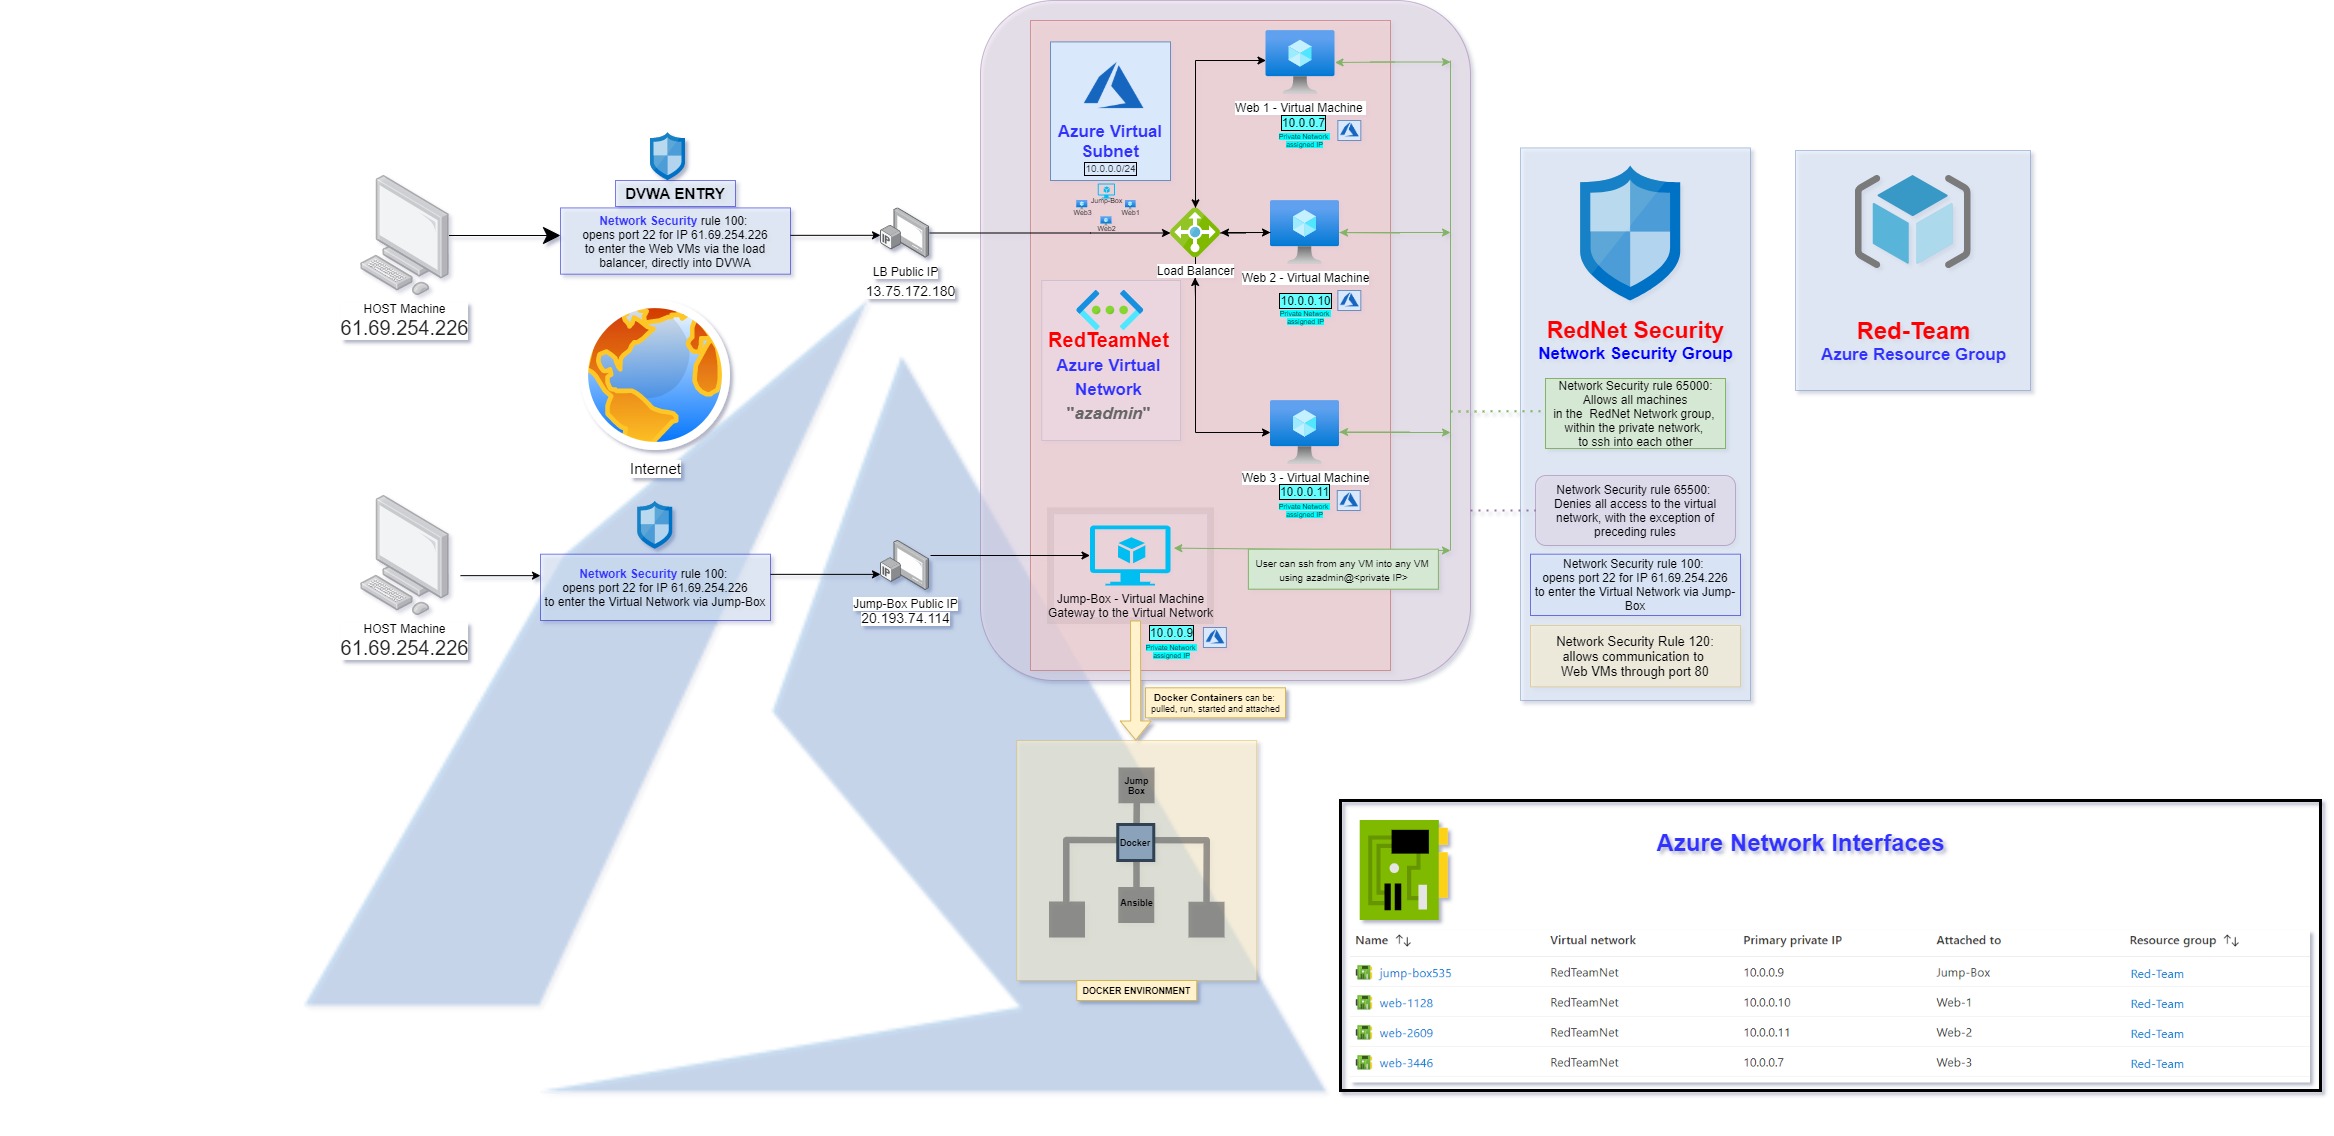 DVWA ENTRY
Network Security rule 100:
opens port 22 for IP 61.69.254.226
to enter the Web VMs via the load
balancer, directly into DVWA
HOST Machine
61.69.254.226
IP
LB Public IP
13.75.172.180
Internet
Network Security rule 100:
opens port 22 for IP 61.69.254.226
to enter the Virtual Network via Jump-Box
HOST Machine
61.69.254.226
IP
Jump-Box Public IP
20.193.74.114
Azure Virtual
Subnet
10.0.0.0/24
Jump-Box
Web3
Web1
Web2
Load Balancer
RedTeamNet
Azure Virtual
Network
"azadmin"
Web 1 - Virtual Machine
10.0.0.7
Private Network
assigned IP
Web 2 - Virtual Machine
10.0.0.10
Private Network
assigned IP
Web 3 - Virtual Machine
10.0.0.11
Private Network
assigned IP
User can ssh from any VM into any VM
using azadmin@<private IP>
Jump-Box - Virtual Machine
Gateway to the Virtual Network
10.0.0.9
Private Network
assigned IP
Docker Containers can be:
pulled, run, started and attached
Jump
Box
Docker
Ansible
DOCKER ENVIRONMENT
RedNet Security
Network Security Group
Network Security rule 65000:
Allows all machines
in the RedNet Network group,
within the private network,
to ssh into each other
Network Security rule 65500:
Denies all access to the virtual
network, with the exception of
preceding rules
Network Security rule 100:
opens port 22 for IP 61.69.254.226
to enter the Virtual Network via Jump-
Box
Network Security Rule 120:
allows communication to
Web VMs through port 80
Red-Team
Azure Resource Group
Azure Network Interfaces
Name ↑↓ Virtual network Primary private IP Attached to Resource group ↑↓
jump-box535 RedTeamNet 10.0.0.9 Jump-Box Red-Team
web-1128 RedTeamNet 10.0.0.10 Web-1 Red-Team
web-2609 RedTeamNet 10.0.0.11 Web-2 Red-Team
web-3446 RedTeamNet 10.0.0.7 Web-3 Red-Team